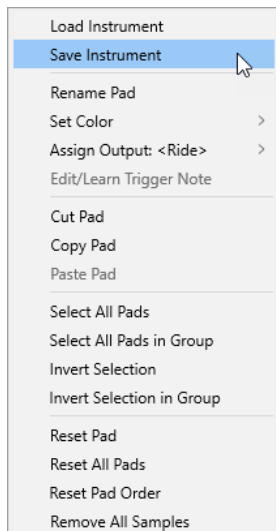 Load Instrument
Save Instrument
Rename Pad
Set Color
Assign Output: <Ride>
Edit/Learn Trigger Note
Cut Pad
Copy Pad
Paste Pad
Select All Pads
Select All Pads in Group
Invert Selection
Invert Selection in Group
Reset Pad
Reset All Pads
Reset Pad Order
Remove All Samples